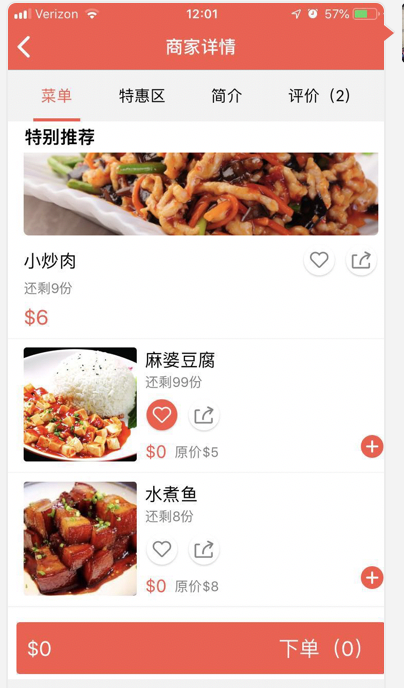 Verizon 12:01 57%
商家详情
菜单 特惠区 简介 评价（2）
特别推荐
小炒肉
还剩9份
$6
麻婆豆腐
还剩99份
$0 原价$5
水煮鱼
还剩8份
$0 原价$8
$0 下单（0）